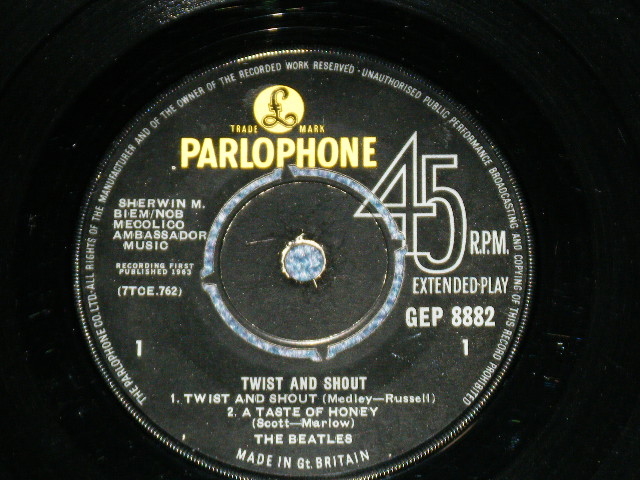 THE PARLOPHONE CO. LTD. ALL RIGHTS OF THE MANUFACTURER AND OF THE OWNER OF THE RECORDED WORK RESERVED - UNAUTHORISED PUBLIC PERFORMANCE BROADCASTING AND COPYING OF THIS RECORD PROHIBITED
£
TRADE MARK
PARLOPHONE
45
R.P.M.
EXTENDED-PLAY
GEP 8882
1
SHERWIN M.
BIEM/NCB
MECOLICO
AMBASSADOR
MUSIC
RECORDING FIRST
PUBLISHED 1963
(7TCE.762)
1
TWIST AND SHOUT
1. TWIST AND SHOUT (Medley—Russell)
2. A TASTE OF HONEY
(Scott—Marlow)
THE BEATLES
MADE IN Gt. BRITAIN